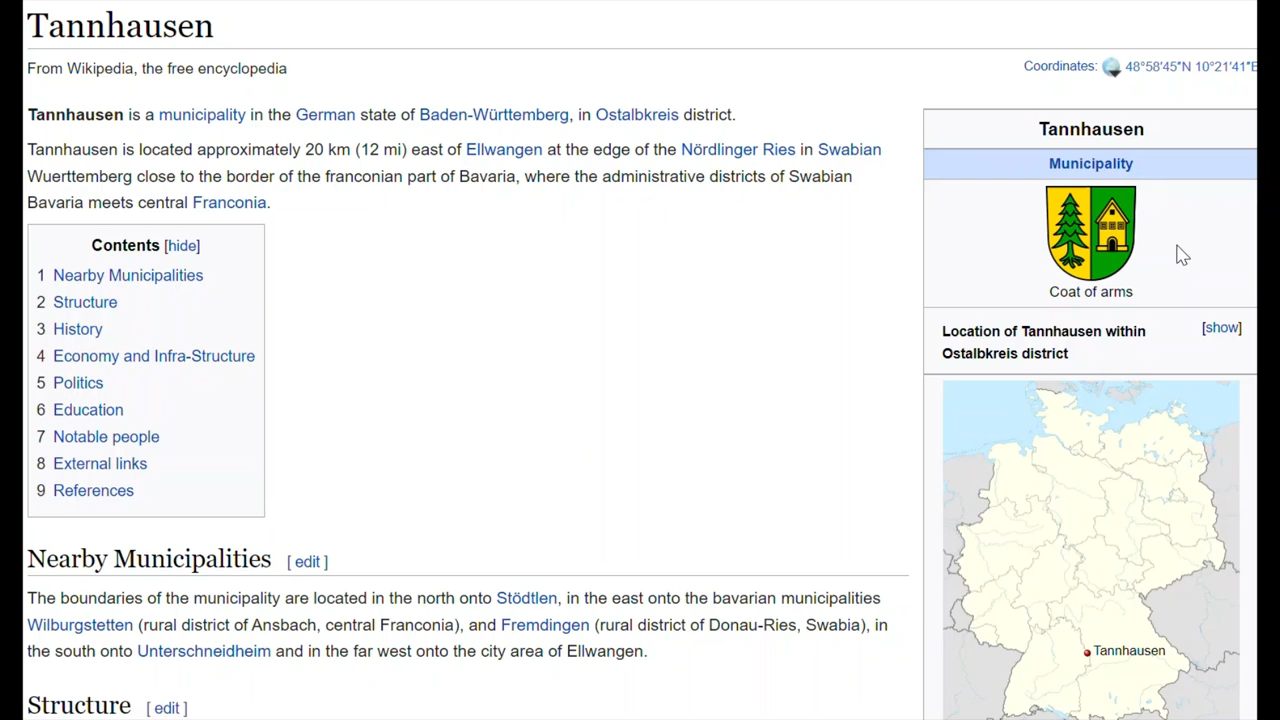 Tannhausen
From Wikipedia, the free encyclopedia
Coordinates: 48°58′45″N 10°21′41″E
Tannhausen is a municipality in the German state of Baden-Württemberg, in Ostalbkreis district.
Tannhausen is located approximately 20 km (12 mi) east of Ellwangen at the edge of the Nördlinger Ries in Swabian
Wuerttemberg close to the border of the franconian part of Bavaria, where the administrative districts of Swabian
Bavaria meets central Franconia.
Contents [hide]
1 Nearby Municipalities
2 Structure
3 History
4 Economy and Infra-Structure
5 Politics
6 Education
7 Notable people
8 External links
9 References
Nearby Municipalities [ edit ]
The boundaries of the municipality are located in the north onto Stödtlen, in the east onto the bavarian municipalities
Wilburgstetten (rural district of Ansbach, central Franconia), and Fremdingen (rural district of Donau-Ries, Swabia), in
the south onto Unterschneidheim and in the far west onto the city area of Ellwangen.
Structure [ edit ]
Tannhausen
Municipality
Coat of arms
Location of Tannhausen within [show]
Ostalbkreis district
Tannhausen